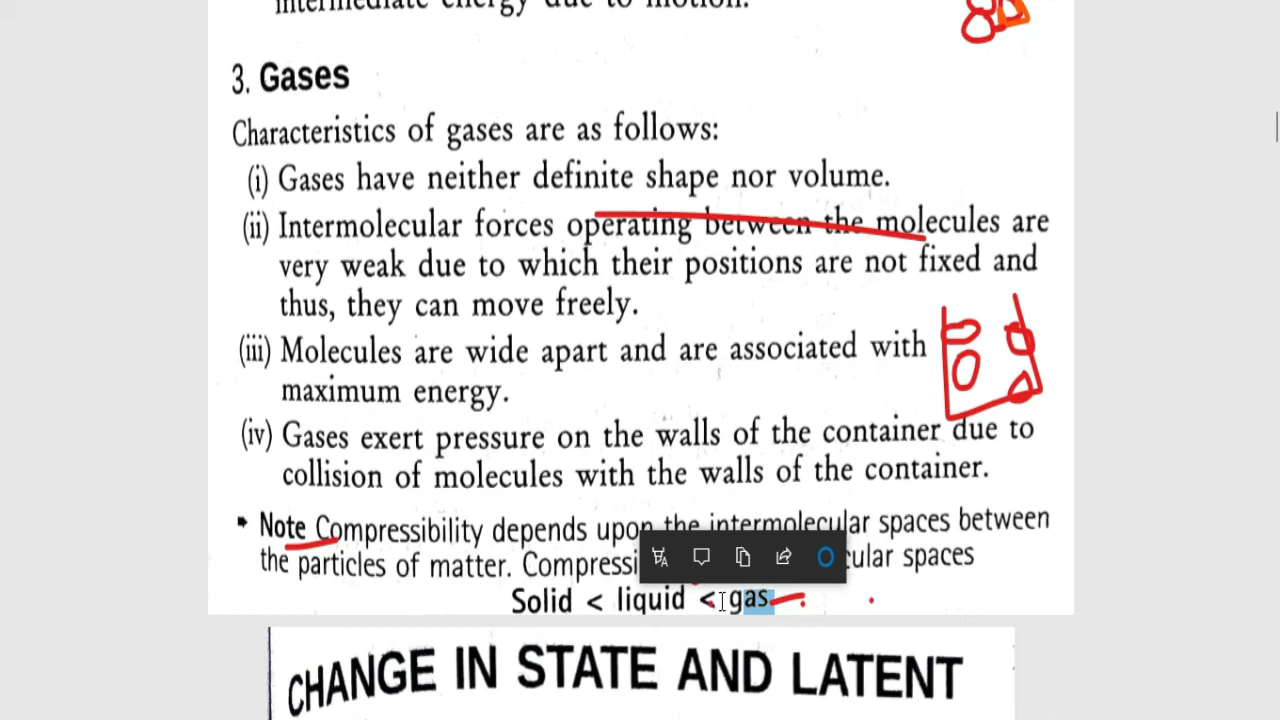 intermediate energy due to motion.
3. Gases
Characteristics of gases are as follows:
(i) Gases have neither definite shape nor volume.
(ii) Intermolecular forces operating between the molecules are
very weak due to which their positions are not fixed and
thus, they can move freely.
(iii) Molecules are wide apart and are associated with
maximum energy.
(iv) Gases exert pressure on the walls of the container due to
collision of molecules with the walls of the container.
Note Compressibility depends upon the intermolecular spaces between
the particles of matter. spaces
Solid < liquid < gas
CHANGE IN STATE AND LATENT